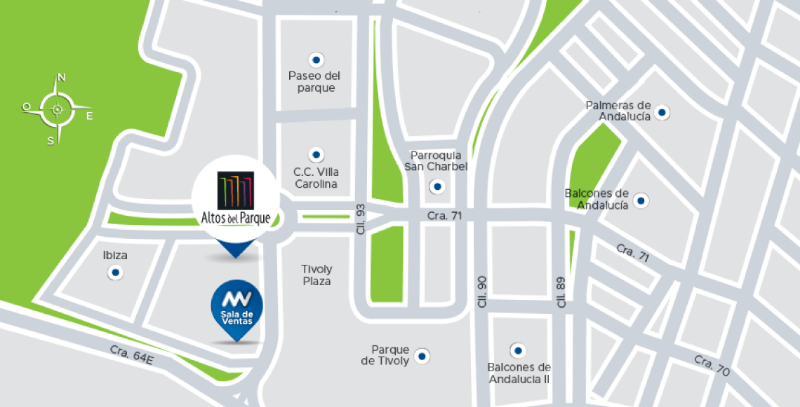 N
O
E
S
Paseo del
parque
Palmeras de
Andalucía
Parroquia
San Charbel
C.C. Villa
Carolina
Altos del Parque
Balcones de
Andalucía
Cll. 93
Cra. 71
Cra. 71
Ibiza
Tivoly
Plaza
Cll. 90
Cll. 89
Sala de
Ventas
Cra. 64E
Parque
de Tivoly
Balcones de
Andalucia II
Cra. 70